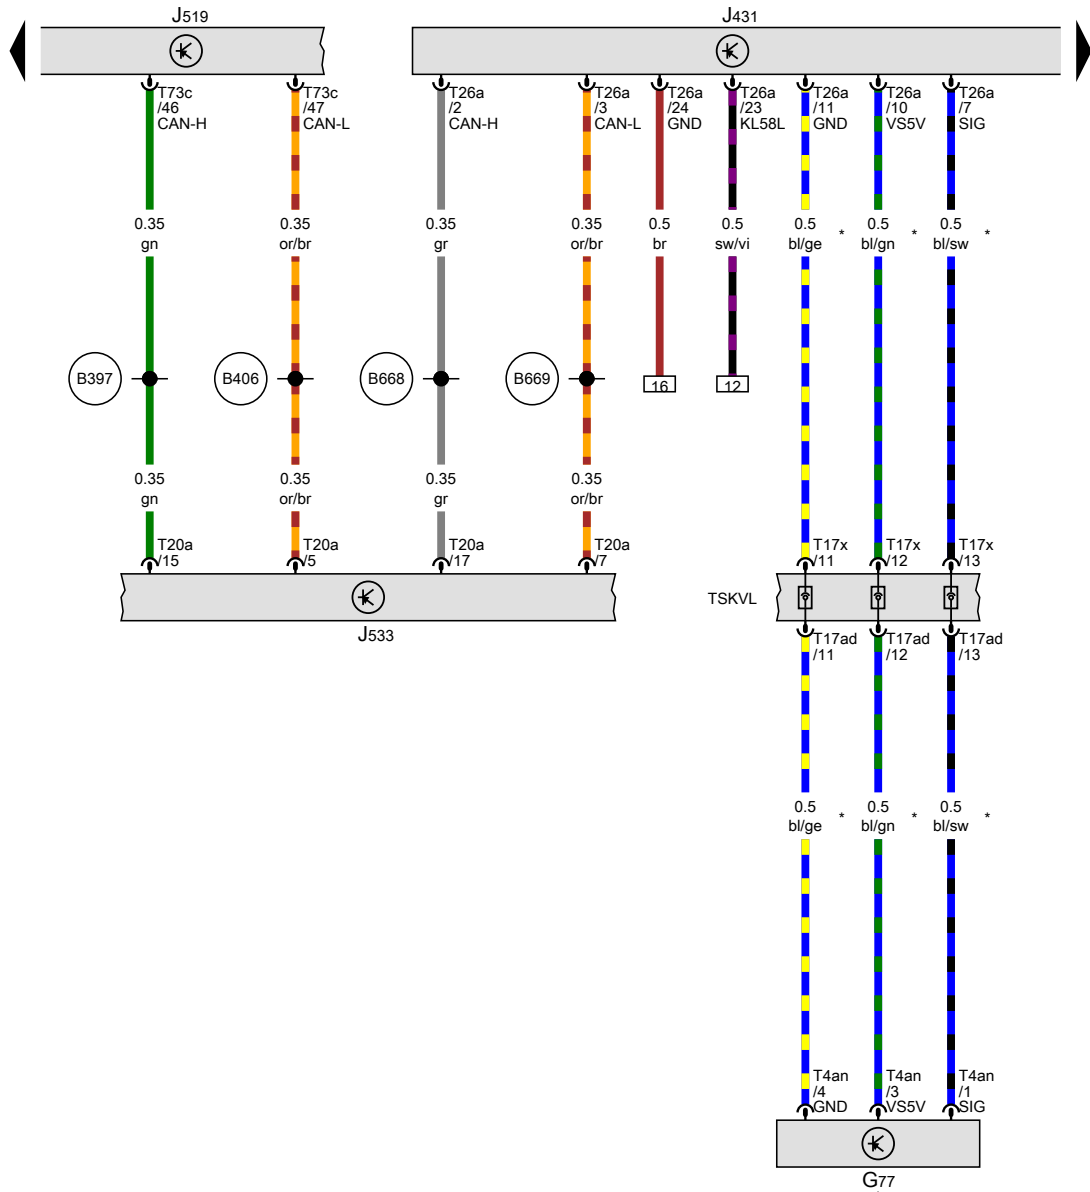 J519
J431
T73c
/46
CAN-H
T73c
/47
CAN-L
T26a
/2
CAN-H
T26a
/3
CAN-L
T26a
/24
GND
T26a
/23
KL58L
T26a
/11
GND
T26a
/10
VS5V
T26a
/7
SIG
0.35
gn
0.35
or/br
0.35
gr
0.35
or/br
0.5
br
0.5
sw/vi
0.5
bl/ge *
0.5
bl/gn *
0.5
bl/sw *
B397
B406
B668
B669
16
12
0.35
gn
0.35
or/br
0.35
gr
0.35
or/br
T20a
/15
T20a
/5
T20a
/17
T20a
/7
T17x
/11
T17x
/12
T17x
/13
TSKVL
J533
T17ad
/11
T17ad
/12
T17ad
/13
0.5
bl/ge *
0.5
bl/gn *
0.5
bl/sw *
T4an
/4
GND
T4an
/3
VS5V
T4an
/1
SIG
G77